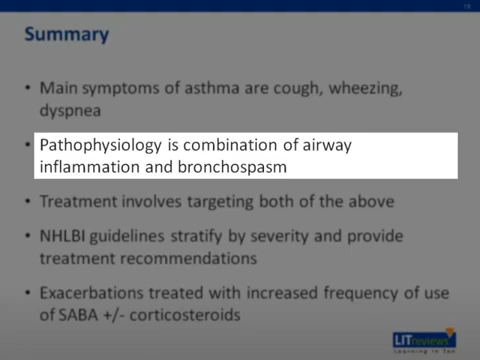 Summary
• Main symptoms of asthma are cough, wheezing,
dyspnea
• Pathophysiology is combination of airway
inflammation and bronchospasm
• Treatment involves targeting both of the above
• NHLBI guidelines stratify by severity and provide
treatment recommendations
• Exacerbations treated with increased frequency of use
of SABA +/- corticosteroids
LITreviews
Learning in Ten